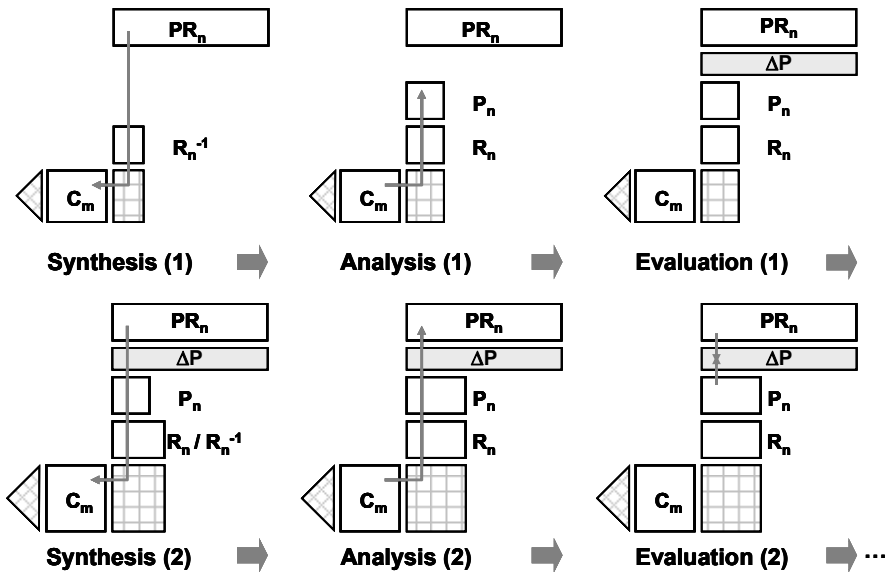 PRₙ PRₙ PRₙ
ΔP
Pₙ Pₙ
Rₙ⁻¹ Rₙ Rₙ
Cₘ Cₘ Cₘ
Synthesis (1) Analysis (1) Evaluation (1)
PRₙ PRₙ PRₙ
ΔP ΔP ΔP
Pₙ Pₙ Pₙ
Rₙ / Rₙ⁻¹ Rₙ Rₙ
Cₘ Cₘ Cₘ
Synthesis (2) Analysis (2) Evaluation (2) ...